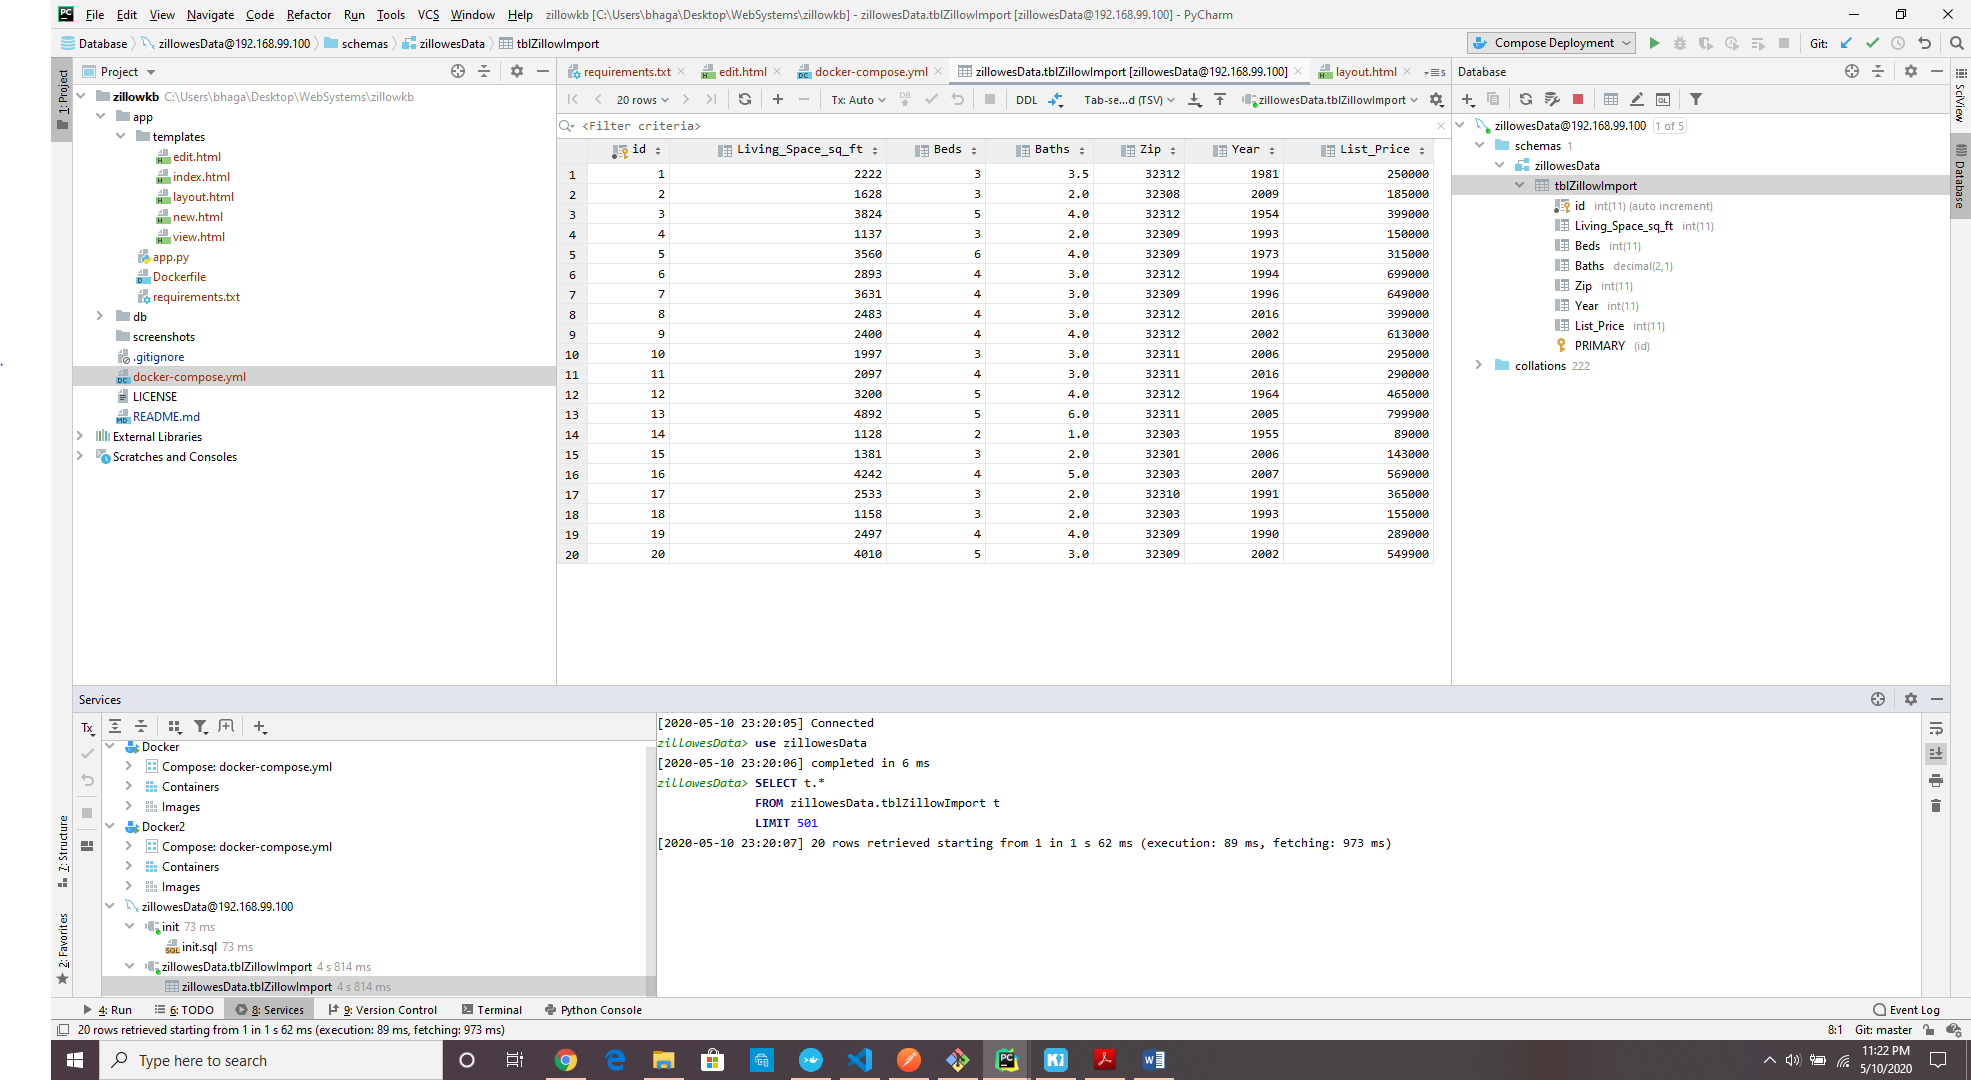 File Edit View Navigate Code Refactor Run Tools VCS Window Help zillowkb [C:\Users\bhaga\Desktop\WebSystems\zillowkb] - zillowesData.tblZillowImport [zillowesData@192.168.99.100] - PyCharm
Database zillowesData@192.168.99.100 schemas zillowesData tblZillowImport Compose Deployment Git:
1: Project
Project
zillowkb C:\Users\bhaga\Desktop\WebSystems\zillowkb
app
templates
edit.html
index.html
layout.html
new.html
view.html
app.py
Dockerfile
requirements.txt
db
screenshots
.gitignore
docker-compose.yml
LICENSE
README.md
External Libraries
Scratches and Consoles
requirements.txt edit.html docker-compose.yml zillowesData.tblZillowImport [zillowesData@192.168.99.100] layout.html 5
20 rows Tx: Auto DB DDL Tab-se...d (TSV) zillowesData.tblZillowImport
<Filter criteria>
id Living_Space_sq_ft Beds Baths Zip Year List_Price
1 1 2222 3 3.5 32312 1981 250000
2 2 1628 3 2.0 32308 2009 185000
3 3 3824 5 4.0 32312 1954 399000
4 4 1137 3 2.0 32309 1993 150000
5 5 3560 6 4.0 32309 1973 315000
6 6 2893 4 3.0 32312 1994 699000
7 7 3631 4 3.0 32309 1996 649000
8 8 2483 4 3.0 32312 2016 399000
9 9 2400 4 4.0 32312 2002 613000
10 10 1997 3 3.0 32311 2006 295000
11 11 2097 4 3.0 32311 2016 290000
12 12 3200 5 4.0 32312 1964 465000
13 13 4892 5 6.0 32311 2005 799900
14 14 1128 2 1.0 32303 1955 89000
15 15 1381 3 2.0 32301 2006 143000
16 16 4242 4 5.0 32303 2007 569000
17 17 2533 3 2.0 32310 1991 365000
18 18 1158 3 2.0 32303 1993 155000
19 19 2497 4 4.0 32309 1990 289000
20 20 4010 5 3.0 32309 2002 549900
Database
zillowesData@192.168.99.100 1 of 5
schemas 1
zillowesData
tblZillowImport
id int(11) (auto increment)
Living_Space_sq_ft int(11)
Beds int(11)
Baths decimal(2,1)
Zip int(11)
Year int(11)
List_Price int(11)
PRIMARY (id)
collations 222
SciView
Database
Services
Tx
Docker
Compose: docker-compose.yml
Containers
Images
Docker2
Compose: docker-compose.yml
Containers
Images
zillowesData@192.168.99.100
init 73 ms
init.sql 73 ms
zillowesData.tblZillowImport 4 s 814 ms
zillowesData.tblZillowImport 4 s 814 ms
[2020-05-10 23:20:05] Connected
zillowesData> use zillowesData
[2020-05-10 23:20:06] completed in 6 ms
zillowesData> SELECT t.*
FROM zillowesData.tblZillowImport t
LIMIT 501
[2020-05-10 23:20:07] 20 rows retrieved starting from 1 in 1 s 62 ms (execution: 89 ms, fetching: 973 ms)
7: Structure
2: Favorites
4: Run 6: TODO 8: Services 9: Version Control Terminal Python Console Event Log
20 rows retrieved starting from 1 in 1 s 62 ms (execution: 89 ms, fetching: 973 ms) 8:1 Git: master
Type here to search
11:22 PM
5/10/2020